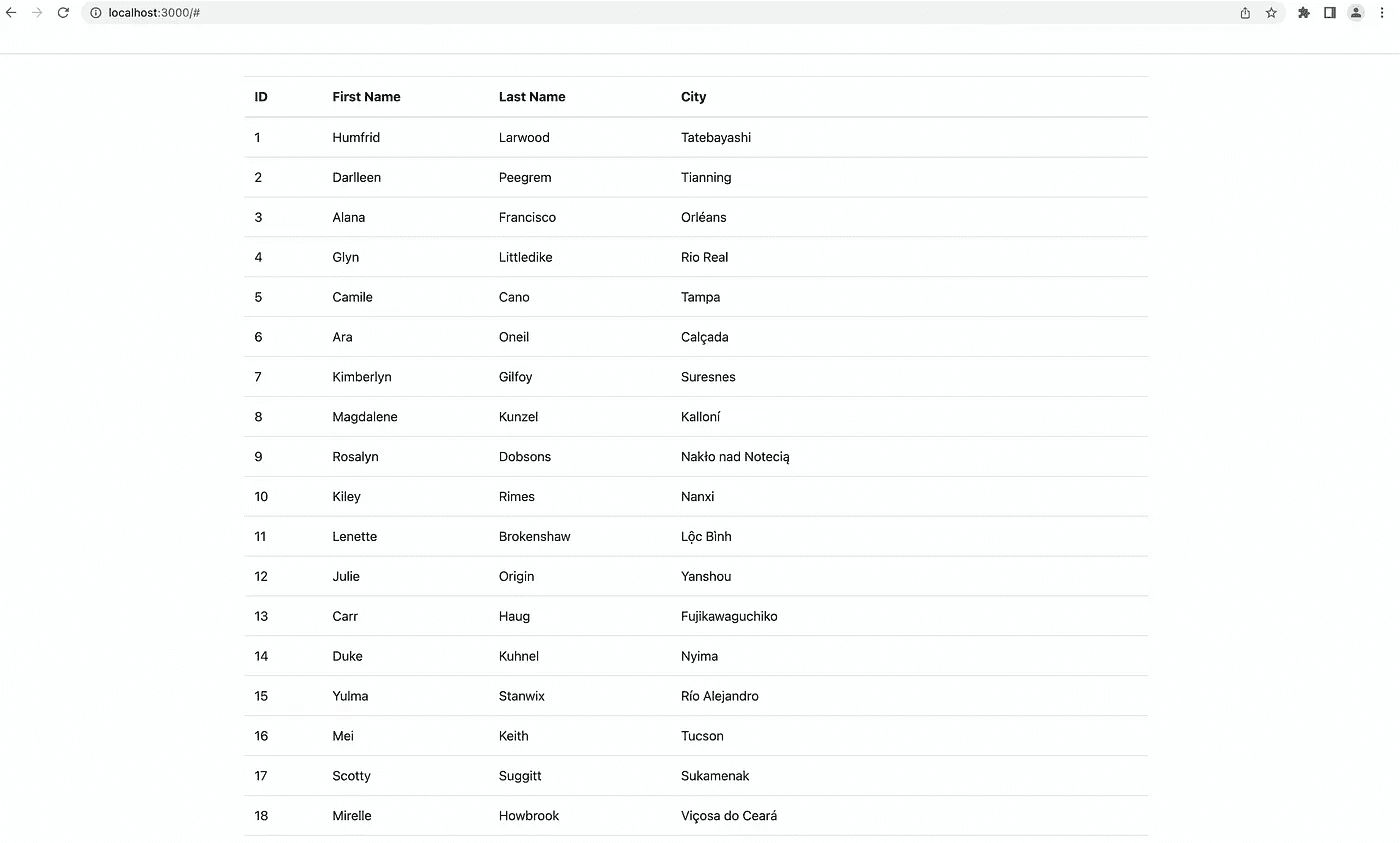 localhost:3000/#
ID First Name Last Name City
1 Humfrid Larwood Tatebayashi
2 Darlleen Peegrem Tianning
3 Alana Francisco Orléans
4 Glyn Littledike Rio Real
5 Camile Cano Tampa
6 Ara Oneil Calçada
7 Kimberlyn Gilfoy Suresnes
8 Magdalene Kunzel Kalloní
9 Rosalyn Dobsons Nakło nad Notecią
10 Kiley Rimes Nanxi
11 Lenette Brokenshaw Lộc Bình
12 Julie Origin Yanshou
13 Carr Haug Fujikawaguchiko
14 Duke Kuhnel Nyima
15 Yulma Stanwix Río Alejandro
16 Mei Keith Tucson
17 Scotty Suggitt Sukamenak
18 Mirelle Howbrook Viçosa do Ceará